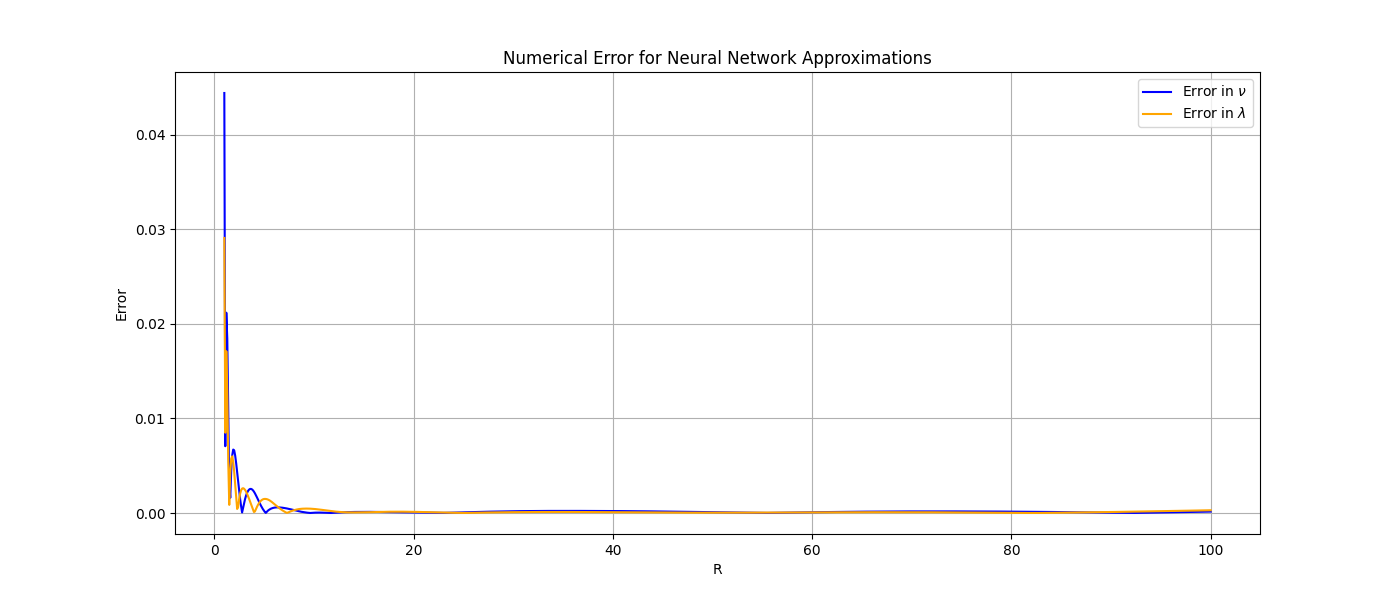 Numerical Error for Neural Network Approximations
Error in ν
Error in λ
Error
0.04
0.03
0.02
0.01
0.00
0 20 40 60 80 100
R